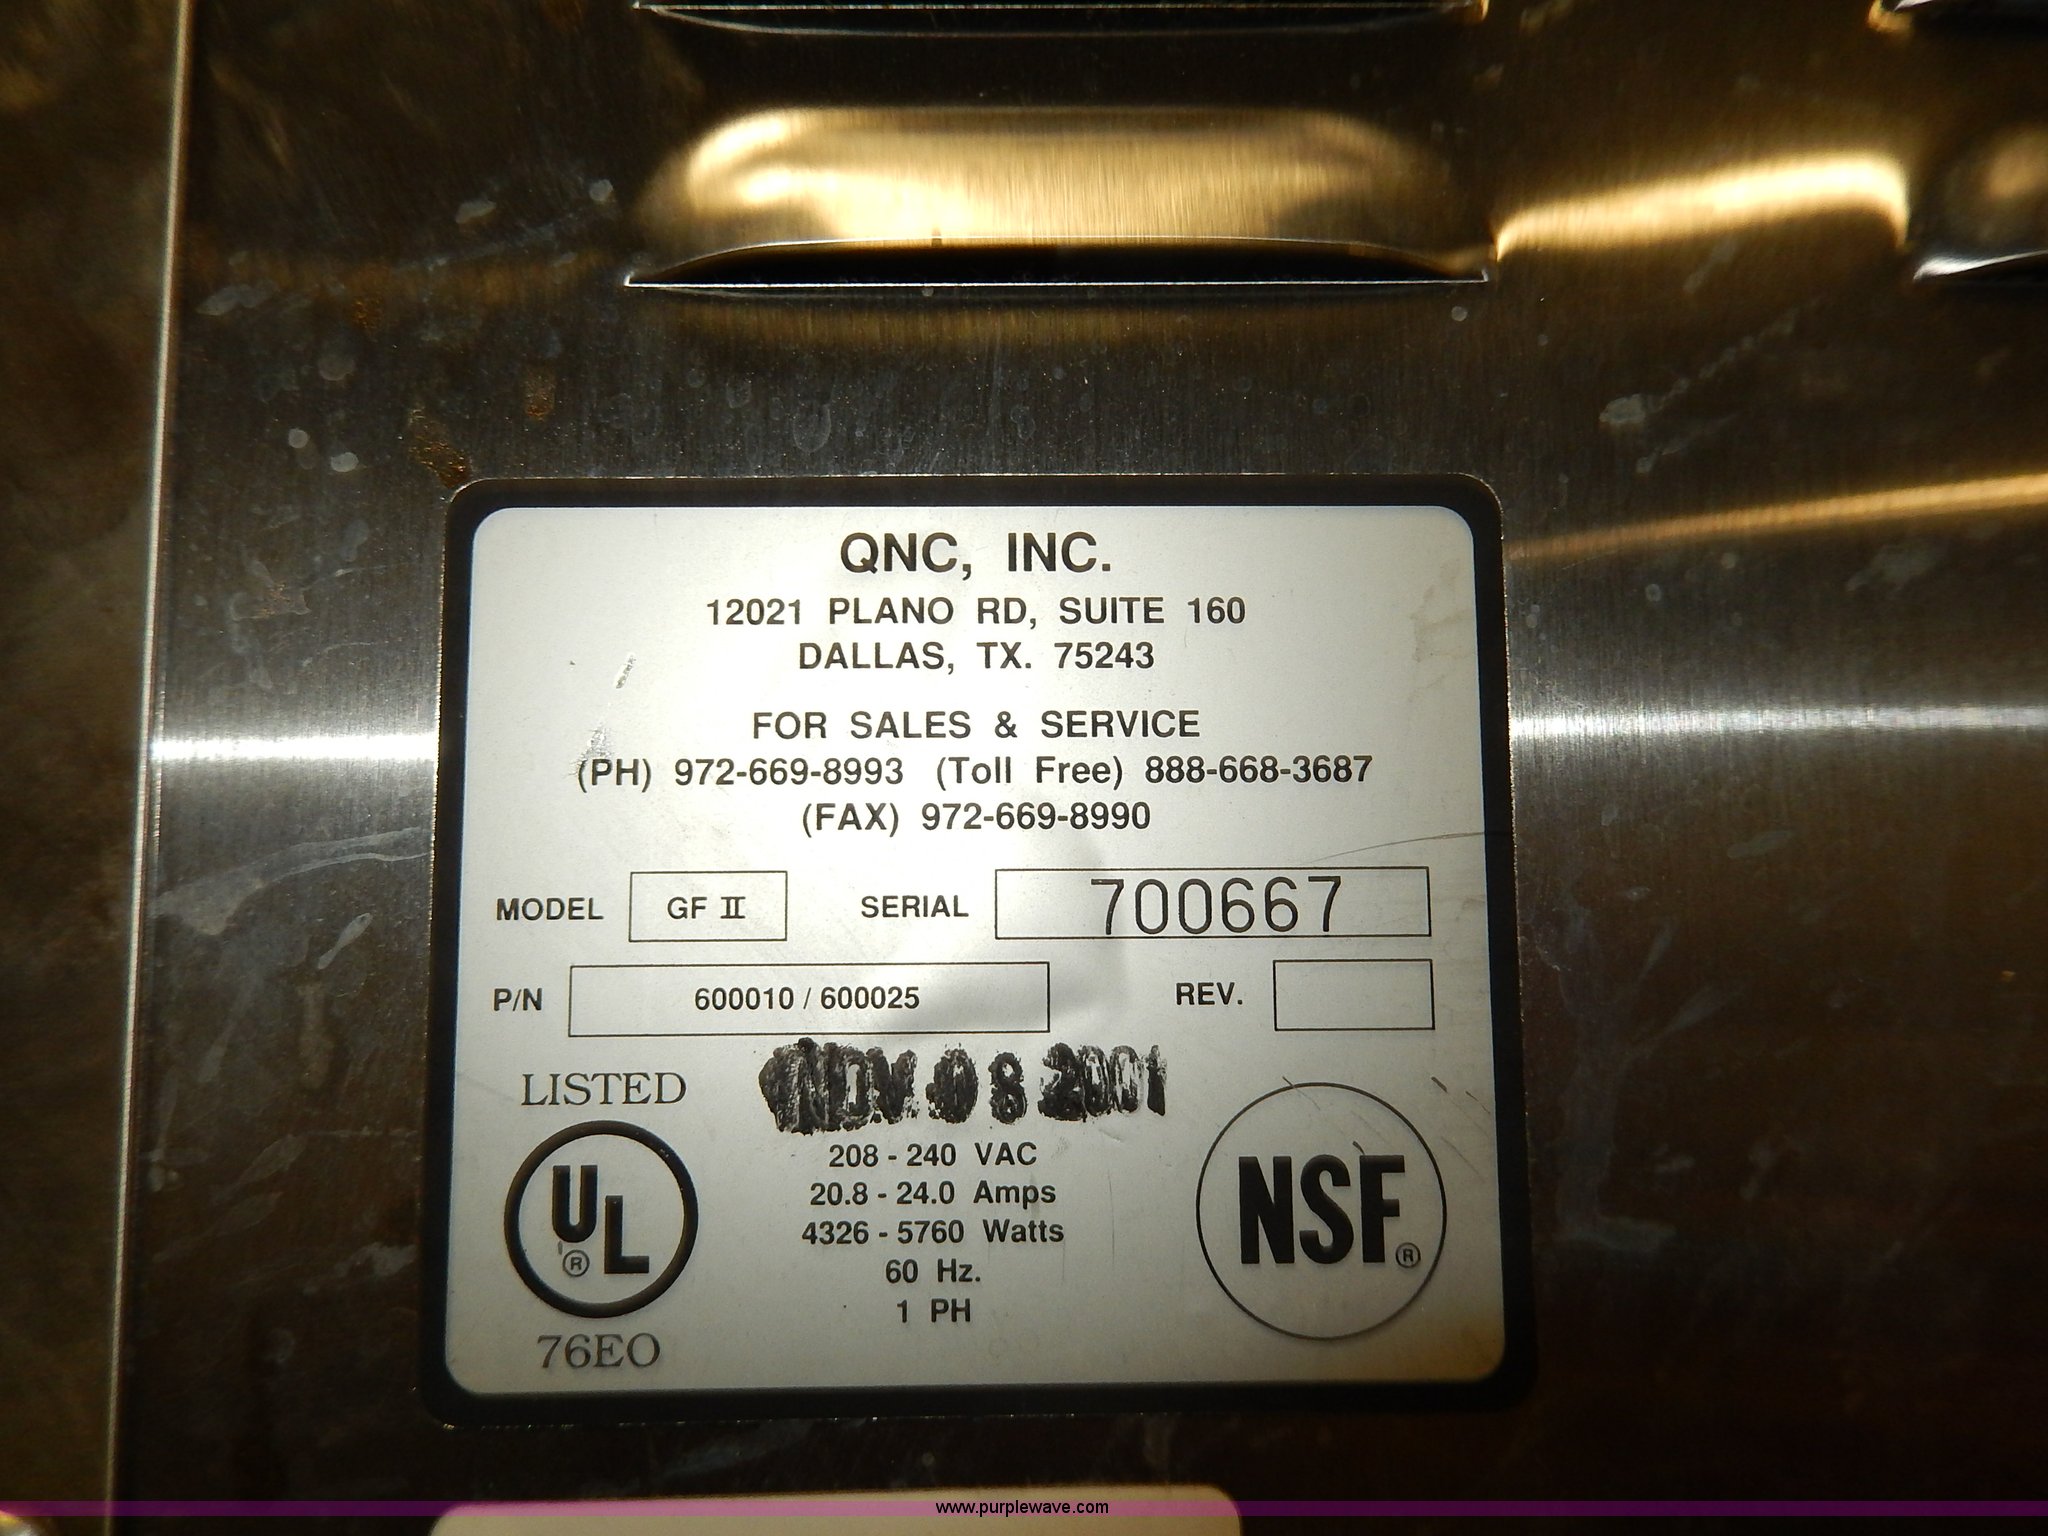 QNC, INC.
12021 PLANO RD, SUITE 160
DALLAS, TX. 75243
FOR SALES & SERVICE
(PH) 972-669-8993 (Toll Free) 888-668-3687
(FAX) 972-669-8990
MODEL GF II SERIAL 700667
P/N 600010 / 600025 REV.
LISTED NOV 08 2001
UL®
76EO
208 - 240 VAC
20.8 - 24.0 Amps
4326 - 5760 Watts
60 Hz.
1 PH
NSF®
www.purplewave.com